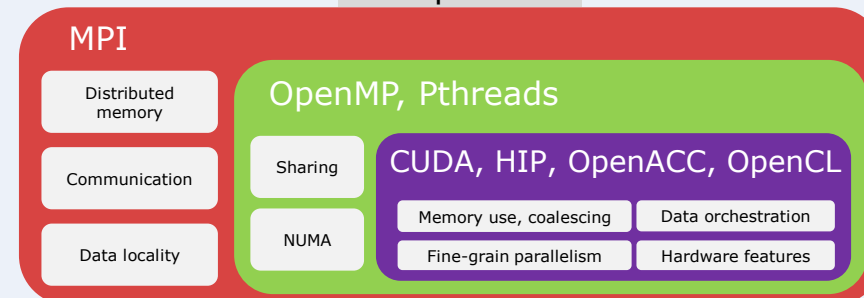 MPI
Distributed
memory
Communication
Data locality
OpenMP, Pthreads
Sharing
NUMA
CUDA, HIP, OpenACC, OpenCL
Memory use, coalescing
Data orchestration
Fine-grain parallelism
Hardware features